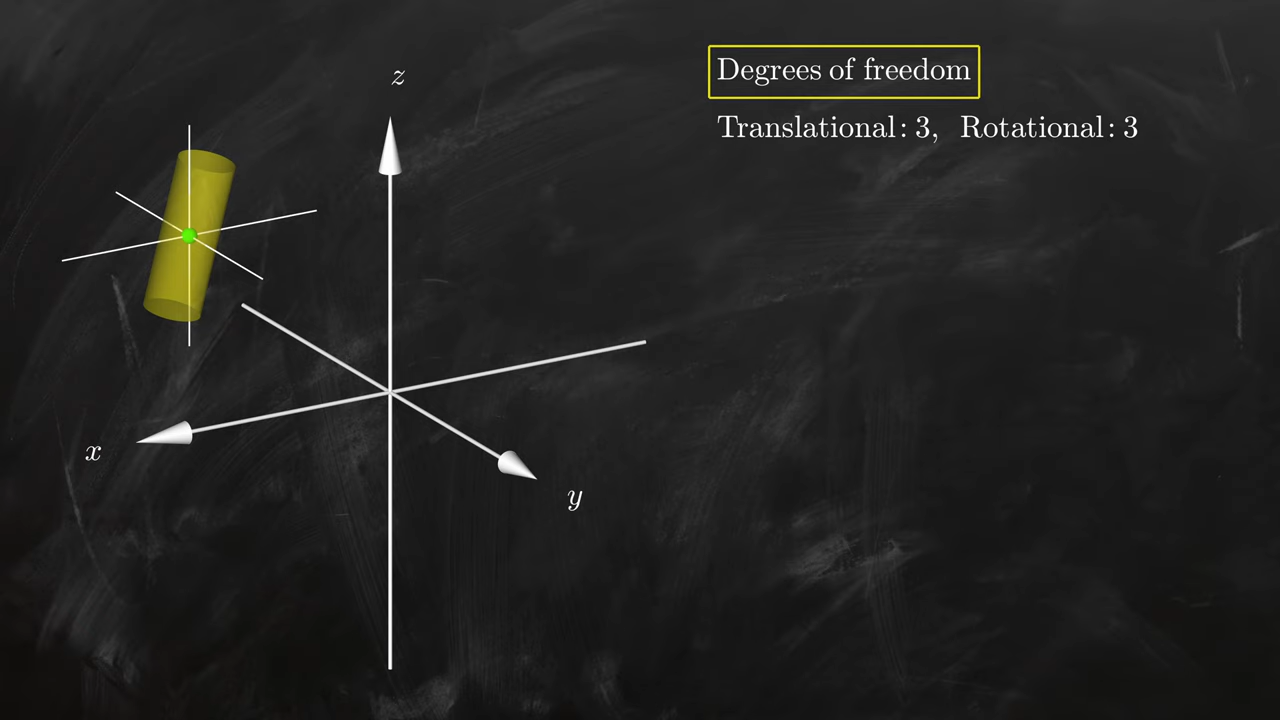 Degrees of freedom
Translational: 3, Rotational: 3
z
x
y